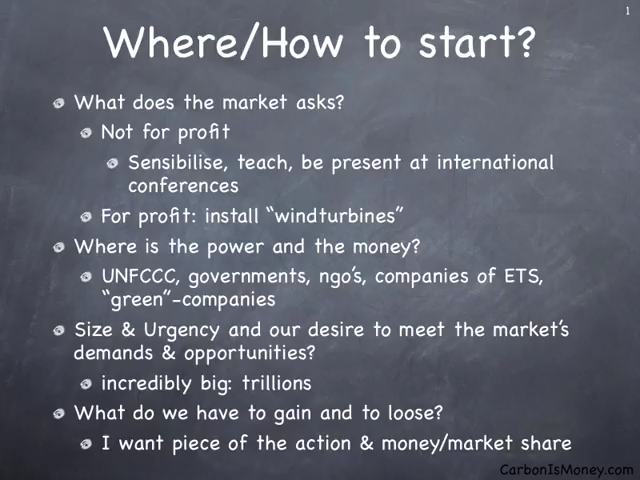 1
Where/How to start?
What does the market asks?
Not for profit
Sensibilise, teach, be present at international
conferences
For profit: install “windturbines”
Where is the power and the money?
UNFCCC, governments, ngo’s, companies of ETS,
“green”-companies
Size & Urgency and our desire to meet the market’s
demands & opportunities?
incredibly big: trillions
What do we have to gain and to loose?
I want piece of the action & money/market share
CarbonIsMoney.com